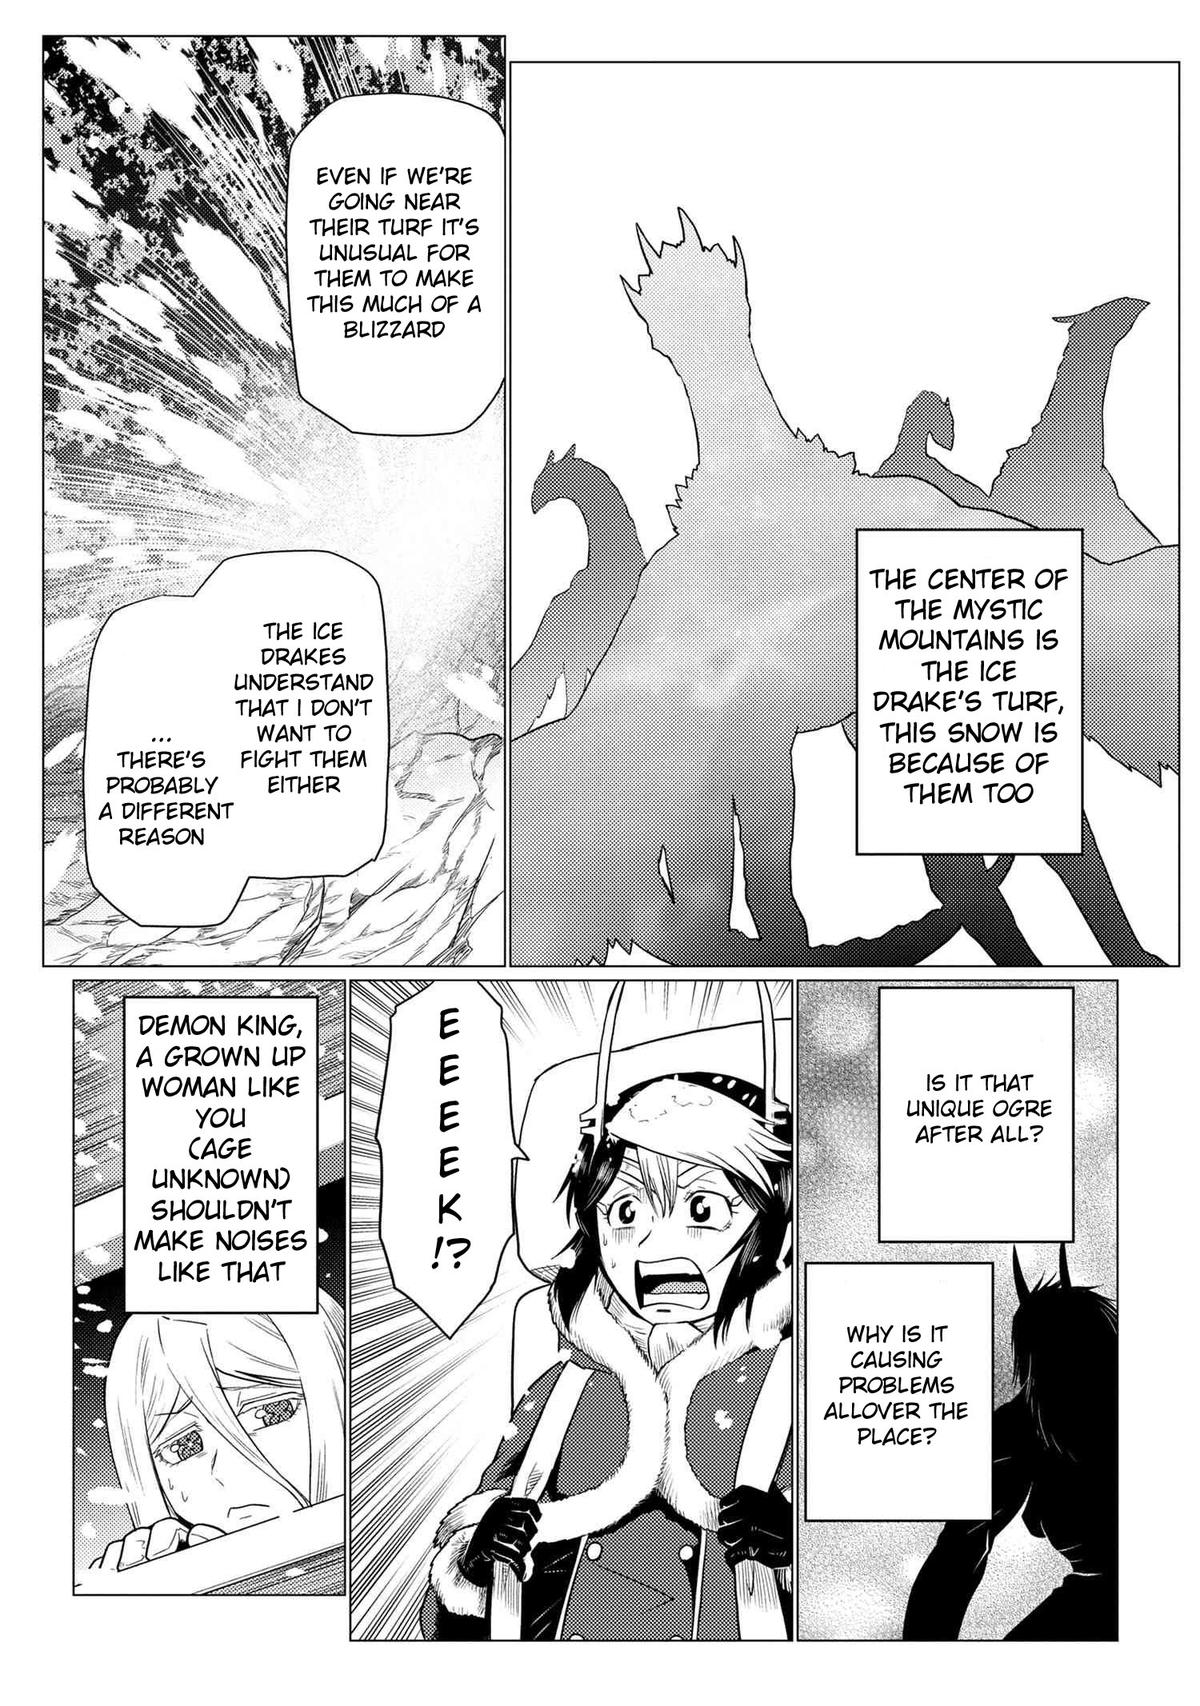 THE CENTER OF
THE MYSTIC
MOUNTAINS IS
THE ICE
DRAKE'S TURF,
THIS SNOW IS
BECAUSE OF
THEM TOO
EVEN IF WE'RE
GOING NEAR
THEIR TURF IT'S
UNUSUAL FOR
THEM TO MAKE
THIS MUCH OF A
BLIZZARD
THE ICE
DRAKES
UNDERSTAND
THAT I DON'T
WANT TO
FIGHT THEM
EITHER
...
THERE'S
PROBABLY
A DIFFERENT
REASON
IS IT THAT
UNIQUE OGRE
AFTER ALL?
WHY IS IT
CAUSING
PROBLEMS
ALLOVER THE
PLACE?
E
E
E
E
E
K
!?
DEMON KING,
A GROWN UP
WOMAN LIKE
YOU
(AGE
UNKNOWN)
SHOULDN'T
MAKE NOISES
LIKE THAT